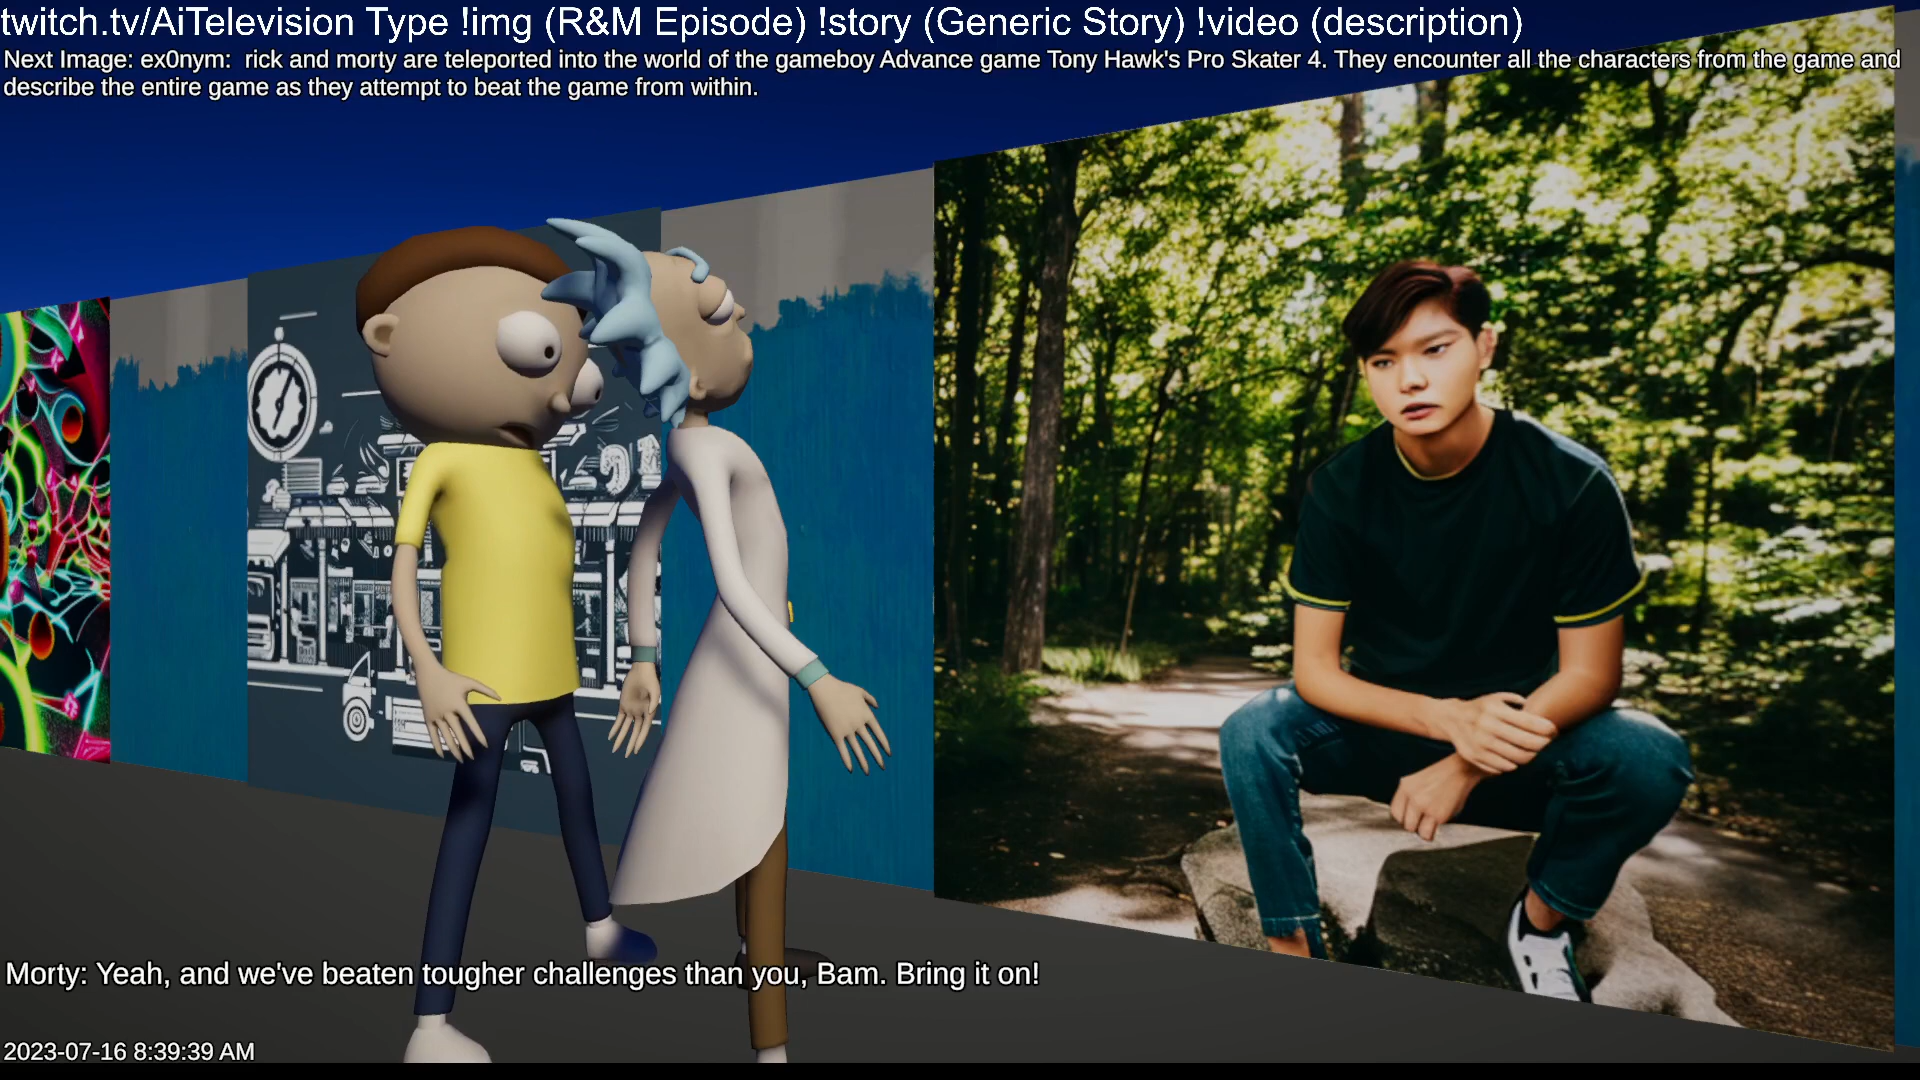 twitch.tv/AiTelevision Type !img (R&M Episode) !story (Generic Story) !video (description)
Next Image: ex0nym:  rick and morty are teleported into the world of the gameboy Advance game Tony Hawk's Pro Skater 4. They encounter all the characters from the game and
describe the entire game as they attempt to beat the game from within.
Morty: Yeah, and we've beaten tougher challenges than you, Bam. Bring it on!
2023-07-16 8:39:39 AM